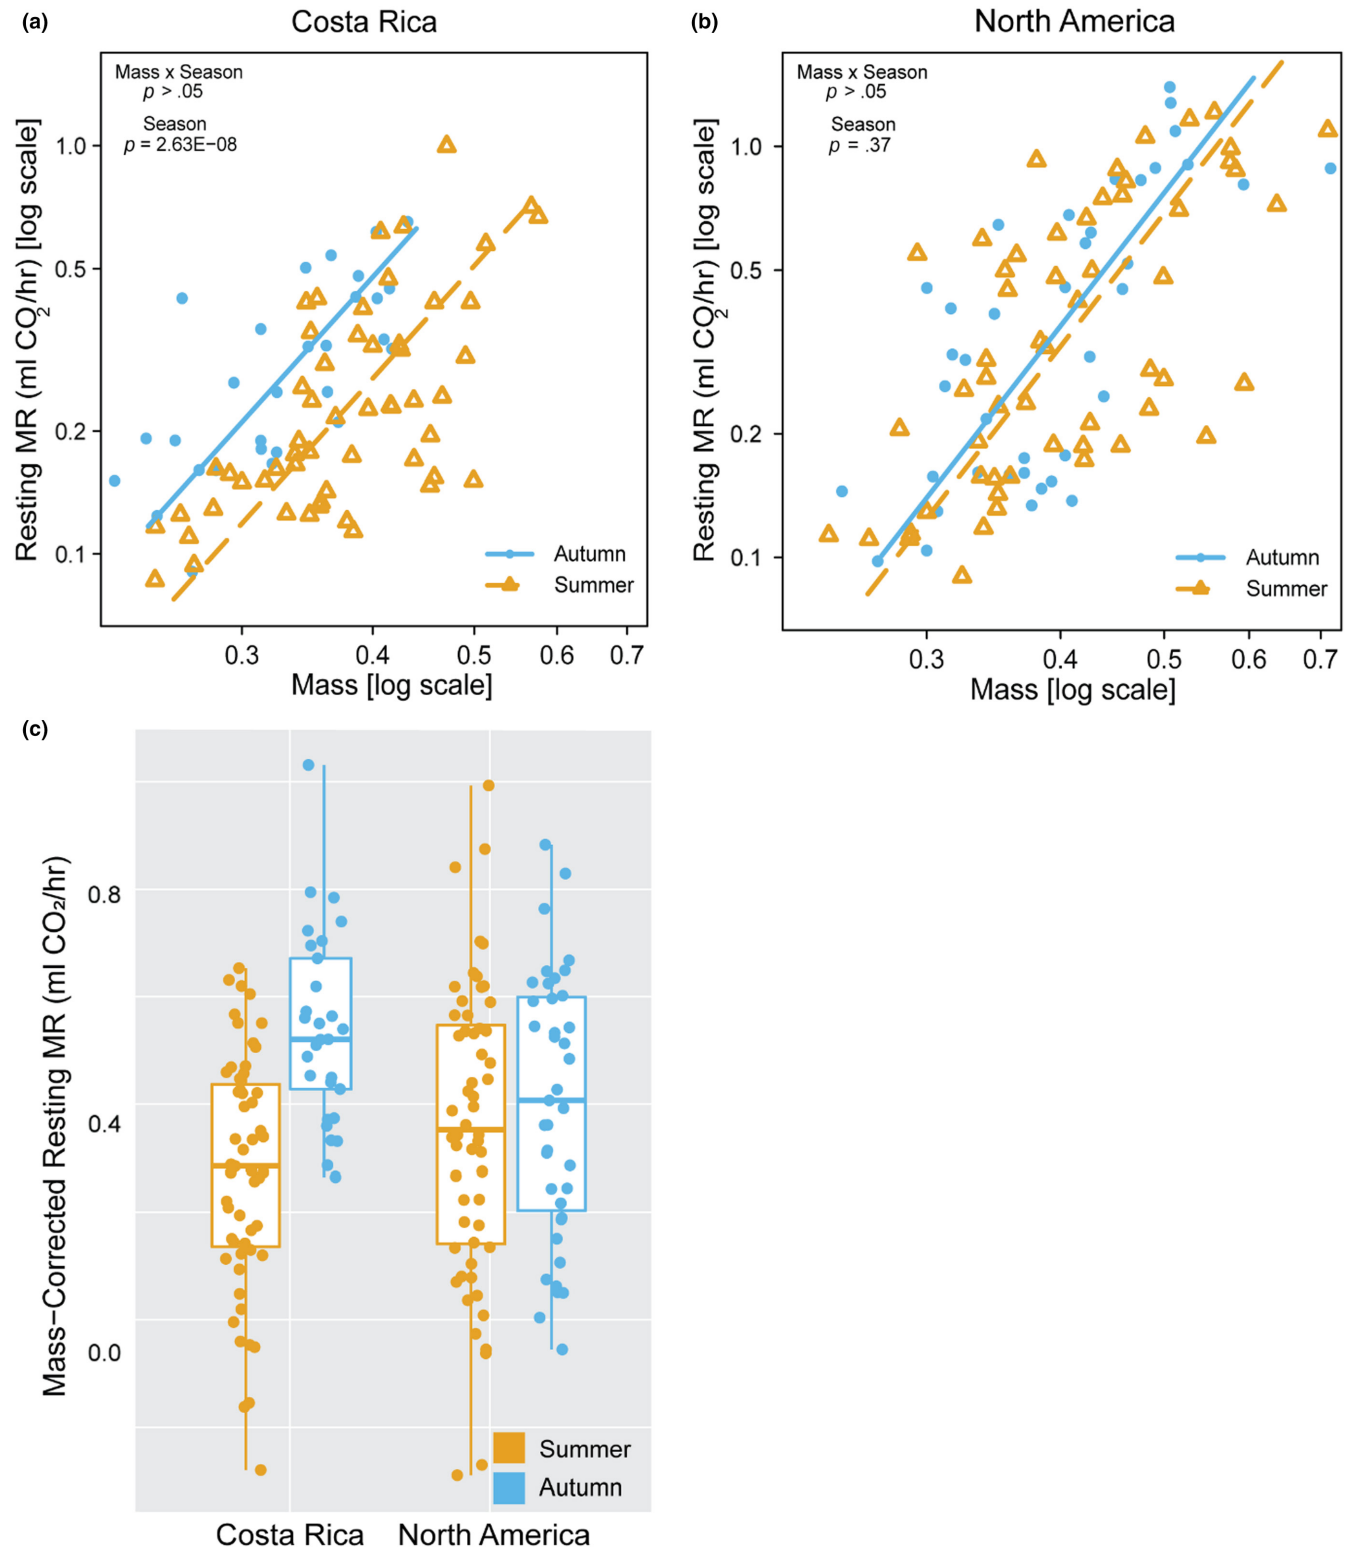 (a)
Costa Rica
Mass x Season
p > .05
Season
p = 2.63E−08
Resting MR (ml CO2/hr) [log scale]
1.0
0.5
0.2
0.1
Autumn
Summer
0.3 0.4 0.5 0.6 0.7
Mass [log scale]
(b)
North America
Mass x Season
p > .05
Season
p = .37
Resting MR (ml CO2/hr) [log scale]
1.0
0.5
0.2
0.1
Autumn
Summer
0.3 0.4 0.5 0.6 0.7
Mass [log scale]
(c)
Mass−Corrected Resting MR (ml CO₂/hr)
0.8
0.4
0.0
Summer
Autumn
Costa Rica North America